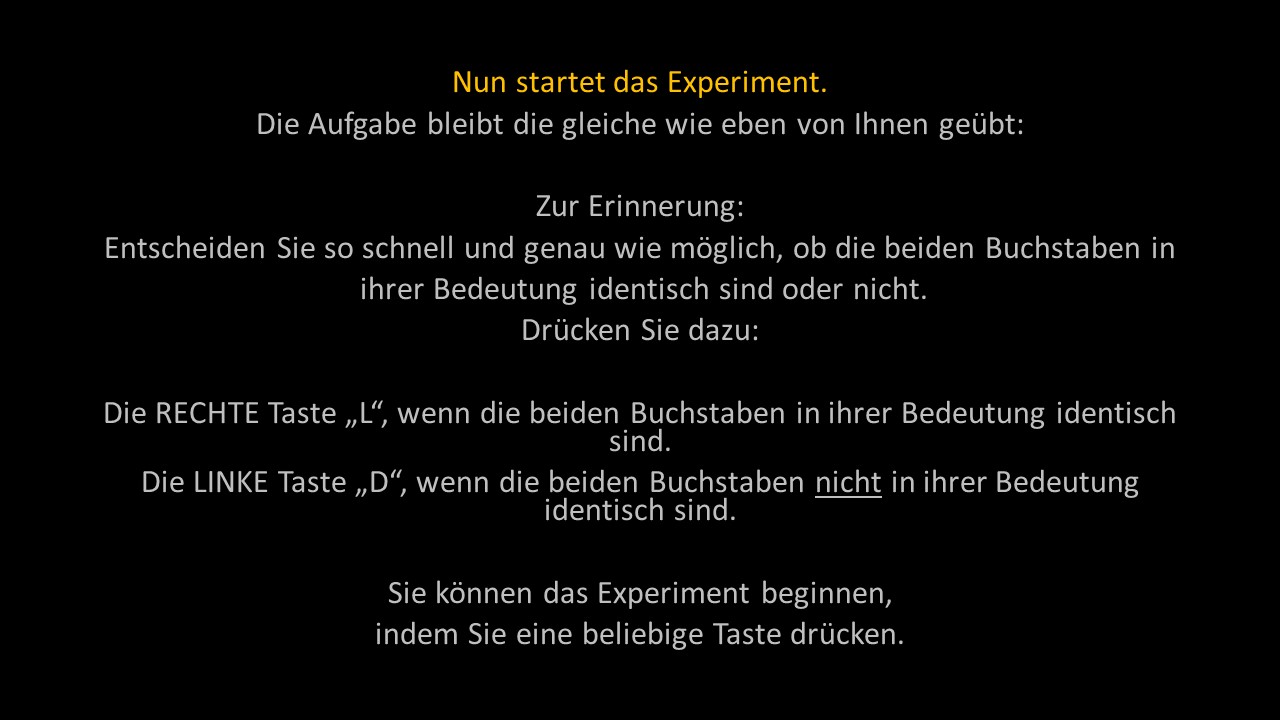 Nun startet das Experiment.
Die Aufgabe bleibt die gleiche wie eben von Ihnen geübt:
Zur Erinnerung:
Entscheiden Sie so schnell und genau wie möglich, ob die beiden Buchstaben in
ihrer Bedeutung identisch sind oder nicht.
Drücken Sie dazu:
Die RECHTE Taste „L“, wenn die beiden Buchstaben in ihrer Bedeutung identisch
sind.
Die LINKE Taste „D“, wenn die beiden Buchstaben nicht in ihrer Bedeutung
identisch sind.
Sie können das Experiment beginnen,
indem Sie eine beliebige Taste drücken.